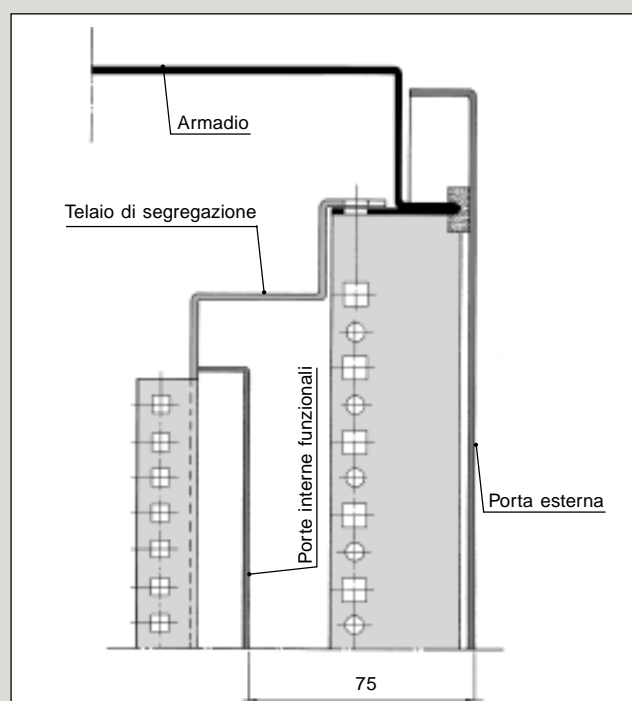 Armadio
Telaio di segregazione
Porte interne funzionali
Porta esterna
75